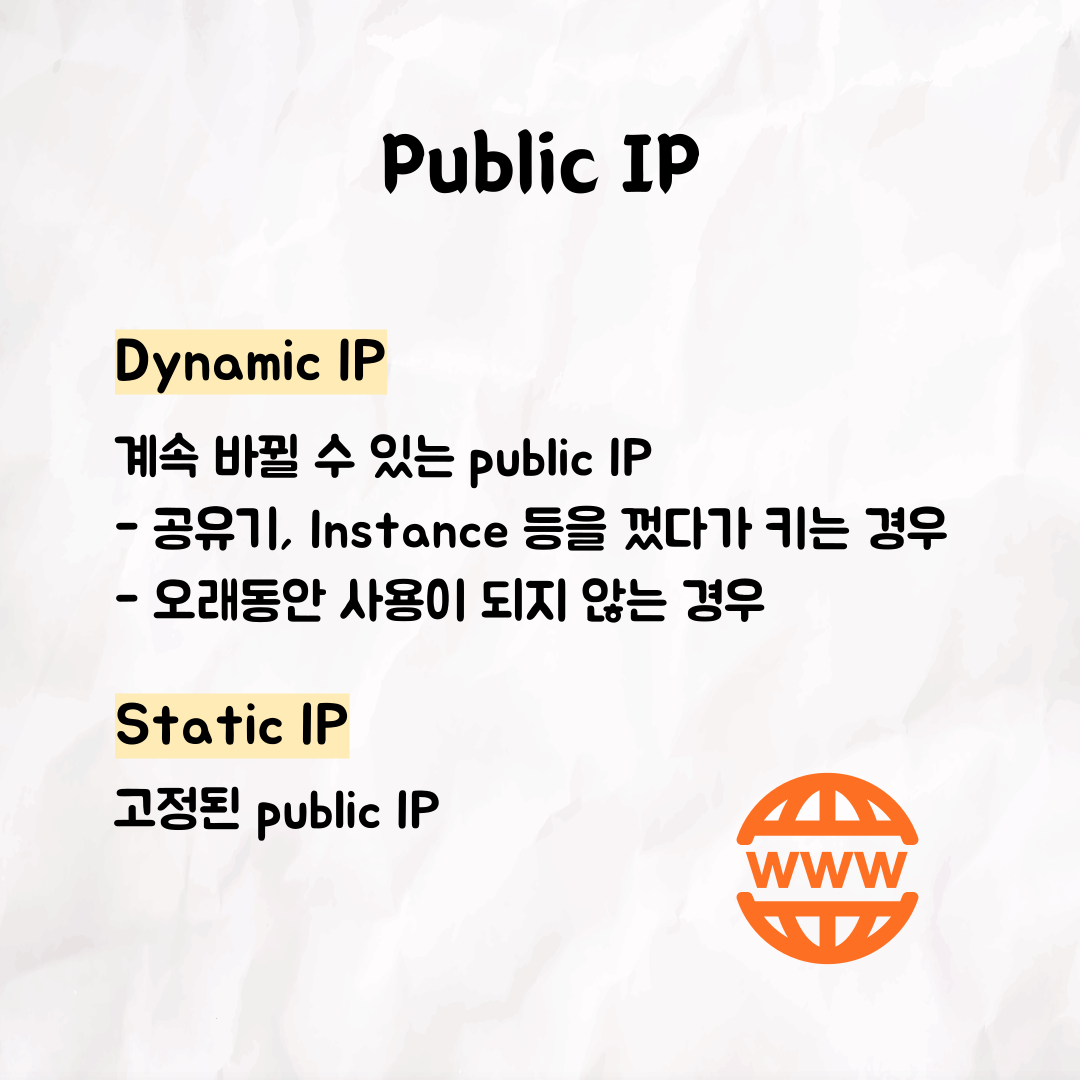 Public IP
Dynamic IP
계속 바뀔 수 있는 public IP
- 공유기, Instance 등을 껐다가 키는 경우
- 오래동안 사용이 되지 않는 경우
Static IP
고정된 public IP
WWW